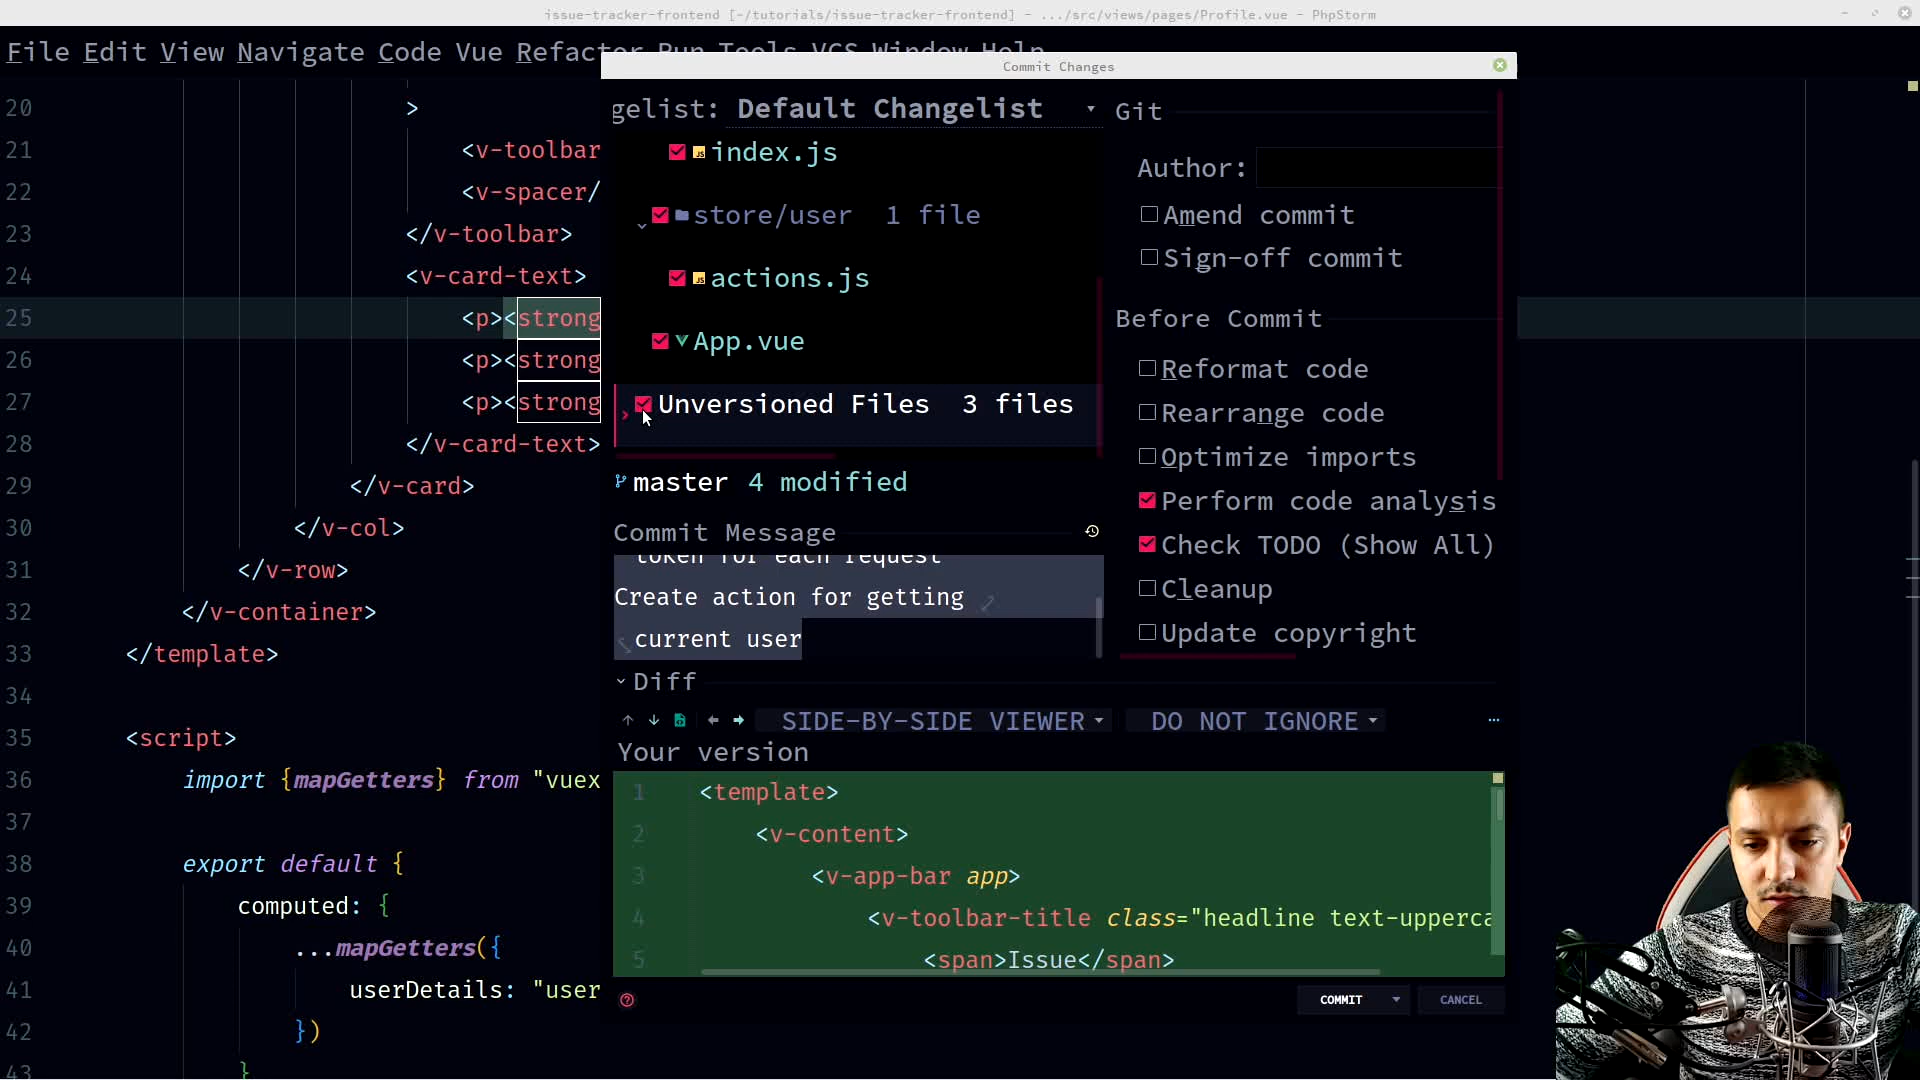 issue-tracker-frontend [~/tutorials/issue-tracker-frontend] - .../src/views/pages/Profile.vue - PhpStorm
File Edit View Navigate Code Vue Refactor Run Tools VCS Window Help
20 >
21 <v-toolbar
22 <v-spacer/
23 </v-toolbar>
24 <v-card-text>
25 <p><strong
26 <p><strong
27 <p><strong
28 </v-card-text>
29 </v-card>
30 </v-col>
31 </v-row>
32 </v-container>
33 </template>
34
35 <script>
36 import {mapGetters} from "vuex
37
38 export default {
39 computed: {
40 ...mapGetters({
41 userDetails: "user
42 })
43 }
Commit Changes
gelist: Default Changelist
index.js
store/user 1 file
actions.js
App.vue
Unversioned Files 3 files
master 4 modified
Commit Message
token for each request
Create action for getting
current user
Git
Author:
Amend commit
Sign-off commit
Before Commit
Reformat code
Rearrange code
Optimize imports
Perform code analysis
Check TODO (Show All)
Cleanup
Update copyright
Diff
SIDE-BY-SIDE VIEWER DO NOT IGNORE ...
Your version
1 <template>
2 <v-content>
3 <v-app-bar app>
4 <v-toolbar-title class="headline text-upperca
5 <span>Issue</span>
COMMIT CANCEL